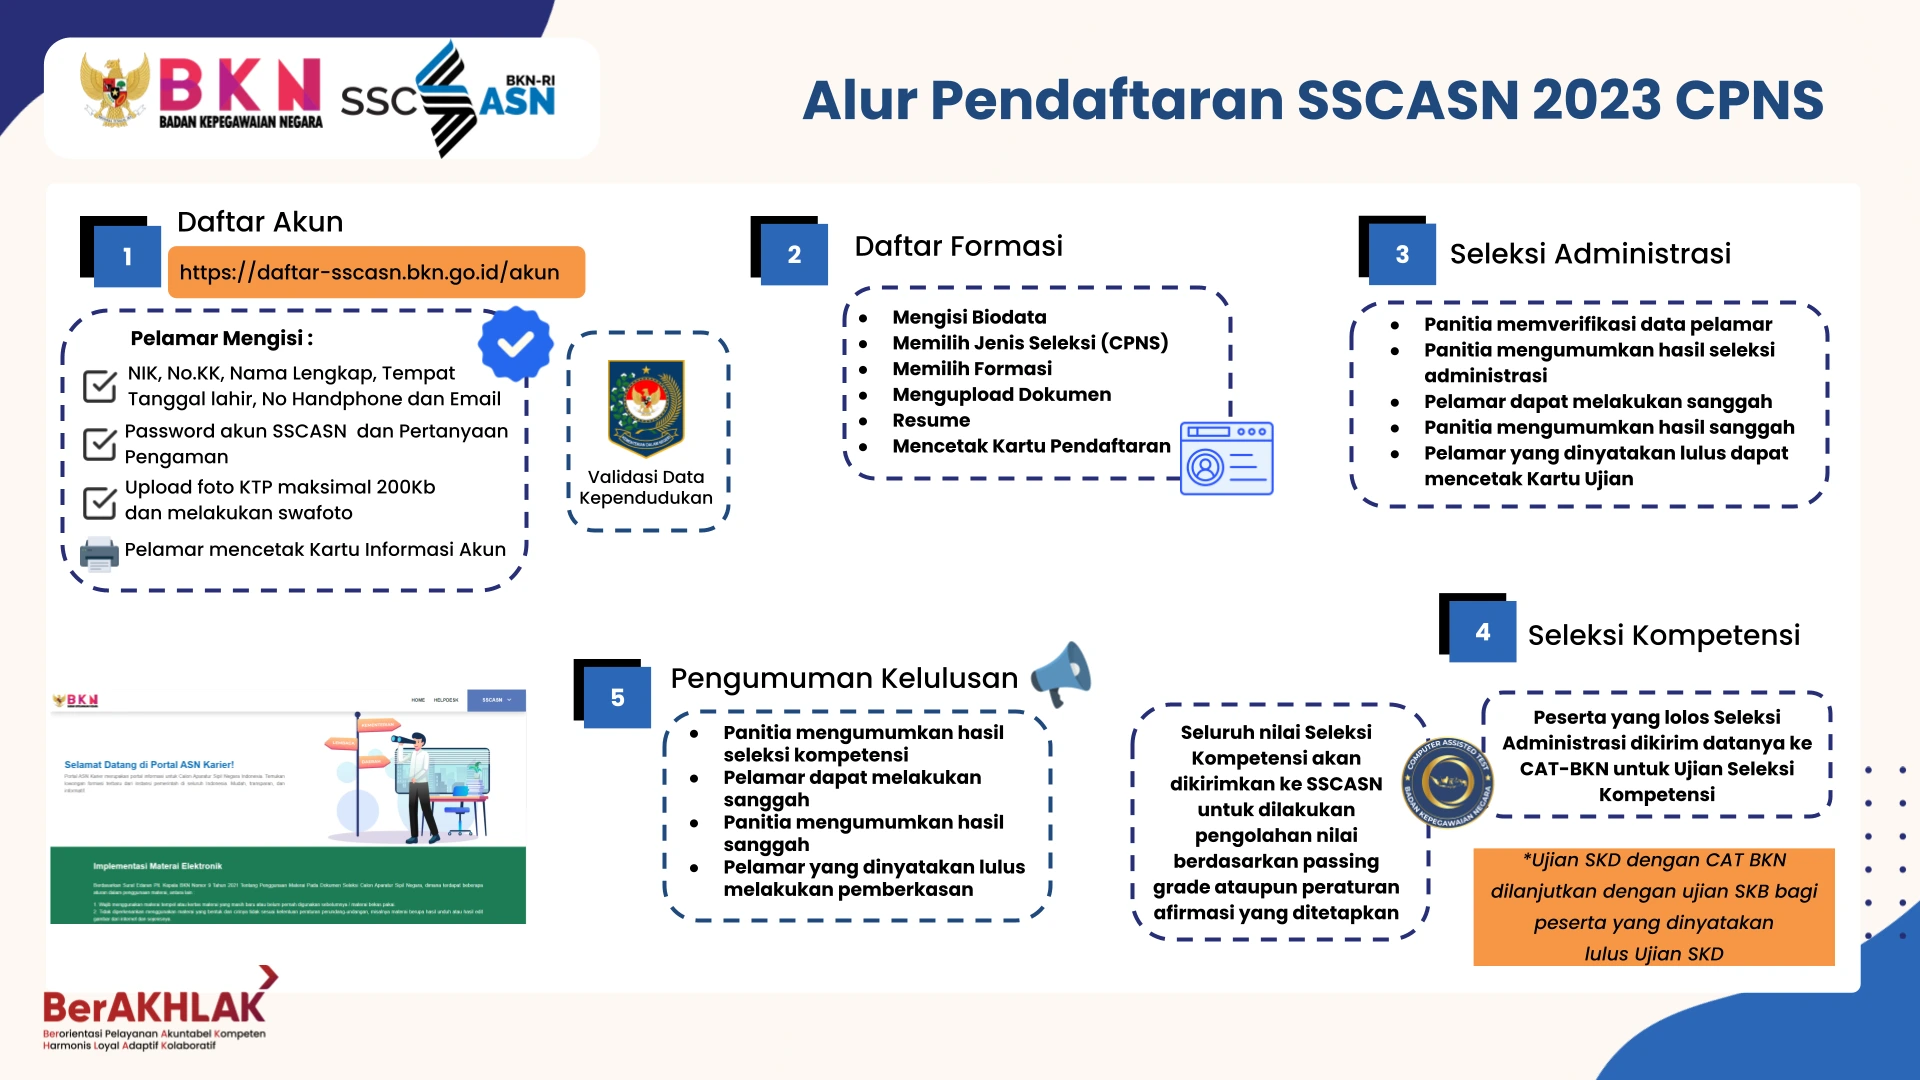 BKN
BADAN KEPEGAWAIAN NEGARA
SSC
BKN-RI
ASN
Alur Pendaftaran SSCASN 2023 CPNS
1
Daftar Akun
https://daftar-sscasn.bkn.go.id/akun
Pelamar Mengisi :
NIK, No.KK, Nama Lengkap, Tempat
Tanggal lahir, No Handphone dan Email
Password akun SSCASN dan Pertanyaan
Pengaman
Upload foto KTP maksimal 200Kb
dan melakukan swafoto
Pelamar mencetak Kartu Informasi Akun
Validasi Data
Kependudukan
2
Daftar Formasi
Mengisi Biodata
Memilih Jenis Seleksi (CPNS)
Memilih Formasi
Mengupload Dokumen
Resume
Mencetak Kartu Pendaftaran
3
Seleksi Administrasi
Panitia memverifikasi data pelamar
Panitia mengumumkan hasil seleksi
administrasi
Pelamar dapat melakukan sanggah
Panitia mengumumkan hasil sanggah
Pelamar yang dinyatakan lulus dapat
mencetak Kartu Ujian
4
Seleksi Kompetensi
Peserta yang lolos Seleksi
Administrasi dikirim datanya ke
CAT-BKN untuk Ujian Seleksi
Kompetensi
COMPUTER ASSISTED TEST
BADAN KEPEGAWAIAN NEGARA
*Ujian SKD dengan CAT BKN
dilanjutkan dengan ujian SKB bagi
peserta yang dinyatakan
lulus Ujian SKD
Seluruh nilai Seleksi
Kompetensi akan
dikirimkan ke SSCASN
untuk dilakukan
pengolahan nilai
berdasarkan passing
grade ataupun peraturan
afirmasi yang ditetapkan
5
Pengumuman Kelulusan
Panitia mengumumkan hasil
seleksi kompetensi
Pelamar dapat melakukan
sanggah
Panitia mengumumkan hasil
sanggah
Pelamar yang dinyatakan lulus
melakukan pemberkasan
BKN
HOME
HELPDESK
SSCASN
Selamat Datang di Portal ASN Karier!
Implementasi Materai Elektronik
BerAKHLAK
Berorientasi Pelayanan Akuntabel Kompeten
Harmonis Loyal Adaptif Kolaboratif